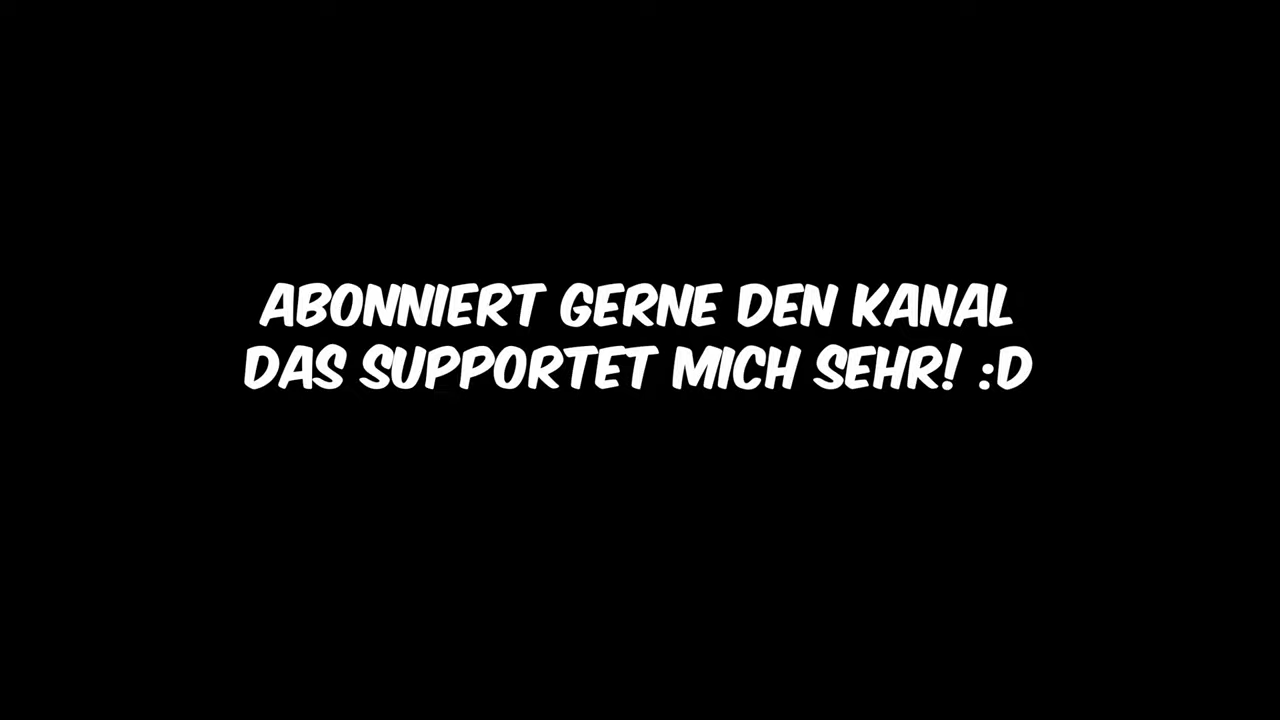 ABONNIERT GERNE DEN KANAL
DAS SUPPORTET MICH SEHR! :D